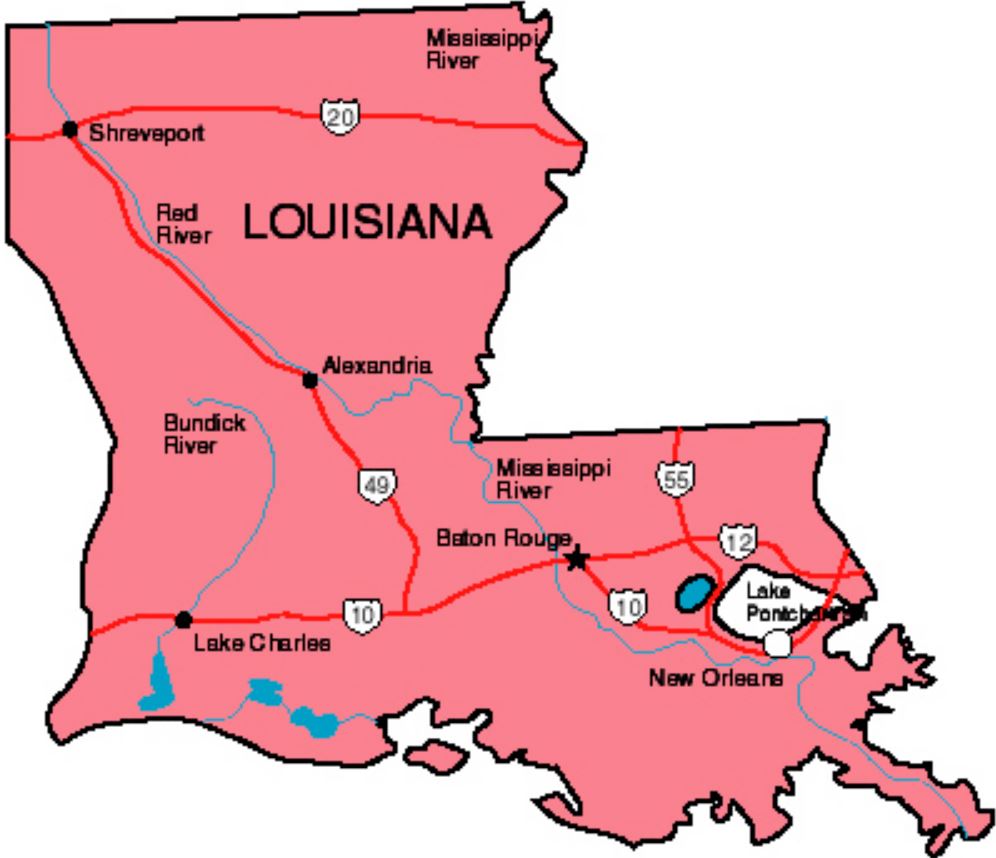 Mississippi
River
20
Shreveport
Red
River
LOUISIANA
Alexandria
Bundick
River
49
Mississippi
River
55
Baton Rouge
12
Lake
Pontchartrain
10
10
Lake Charles
New Orleans